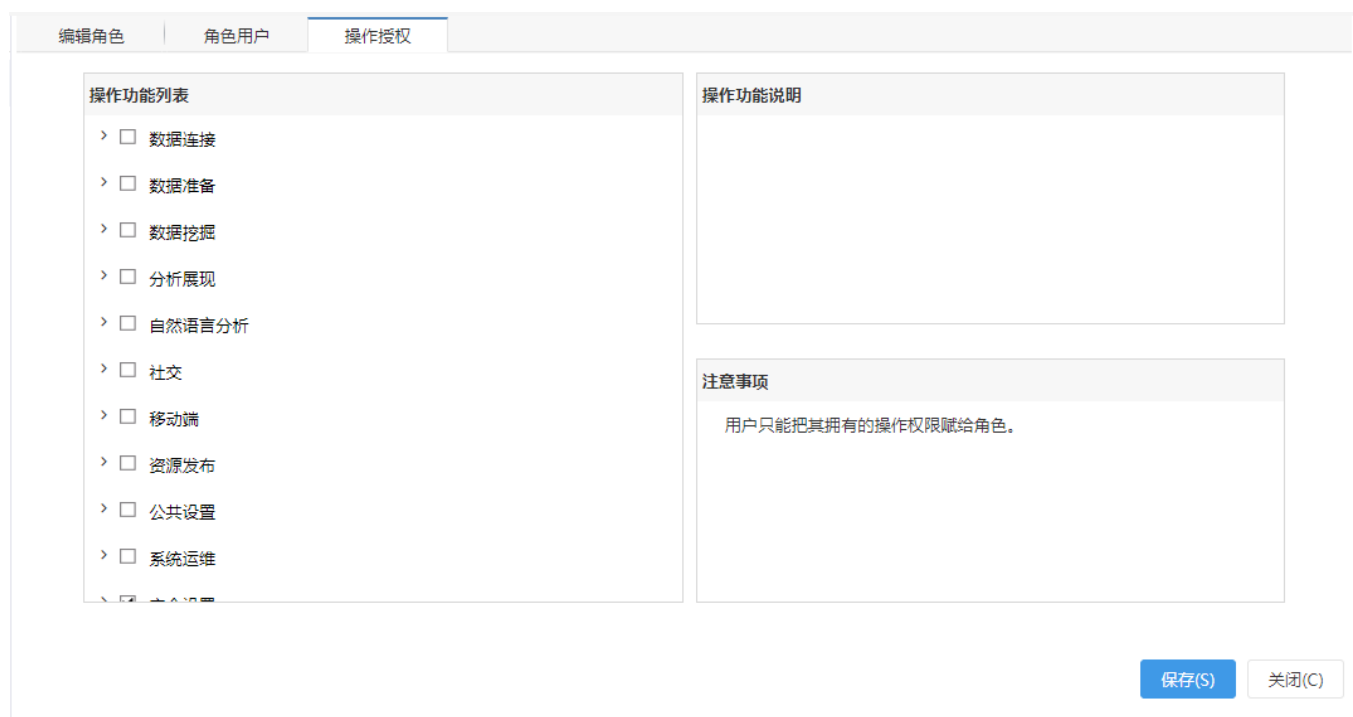 编辑角色
角色用户
操作授权
操作功能列表
数据连接
数据准备
数据挖掘
分析展现
自然语言分析
社交
移动端
资源发布
公共设置
系统运维
操作功能说明
注意事项
用户只能把其拥有的操作权限赋给角色。
保存(S)
关闭(C)